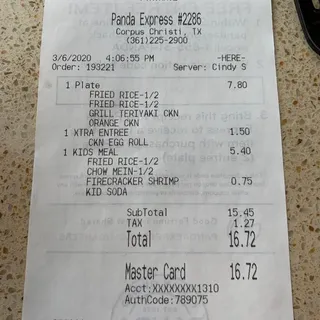 Panda Express #2286
Corpus Christi, TX
(361)225-2900
3/6/2020 4:06:55 PM -HERE-
Order: 193221 Server: Cindy S
1 Plate 7.80
FRIED RICE-1/2
FRIED RICE-1/2
GRILL TERIYAKI CKN
ORANGE CKN
1 XTRA ENTREE 1.50
CKN EGG ROLL
1 KIDS MEAL 5.40
FRIED RICE-1/2
CHOW MEIN-1/2
FIRECRACKER SHRIMP 0.75
KID SODA
SubTotal 15.45
TAX 1.27
Total 16.72
Master Card 16.72
Acct:XXXXXXXX1310
AuthCode:789075